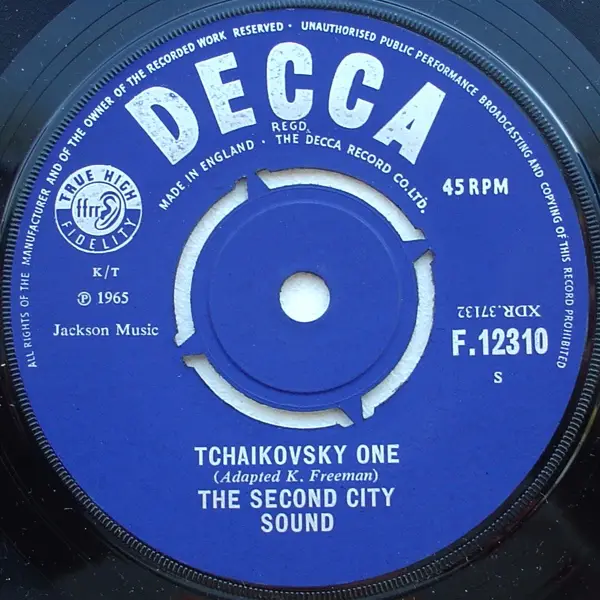 ALL RIGHTS OF THE MANUFACTURER AND OF THE OWNER OF THE RECORDED WORK RESERVED · UNAUTHORISED PUBLIC PERFORMANCE BROADCASTING AND COPYING OF THIS RECORD PROHIBITED
DECCA
REGD.
MADE IN ENGLAND · THE DECCA RECORD CO. LTD.
TRUE HIGH
ffrr
FIDELITY
45 RPM
K/T
℗ 1965
Jackson Music
XDR.37132
F.12310
S
TCHAIKOVSKY ONE
(Adapted K. Freeman)
THE SECOND CITY
SOUND